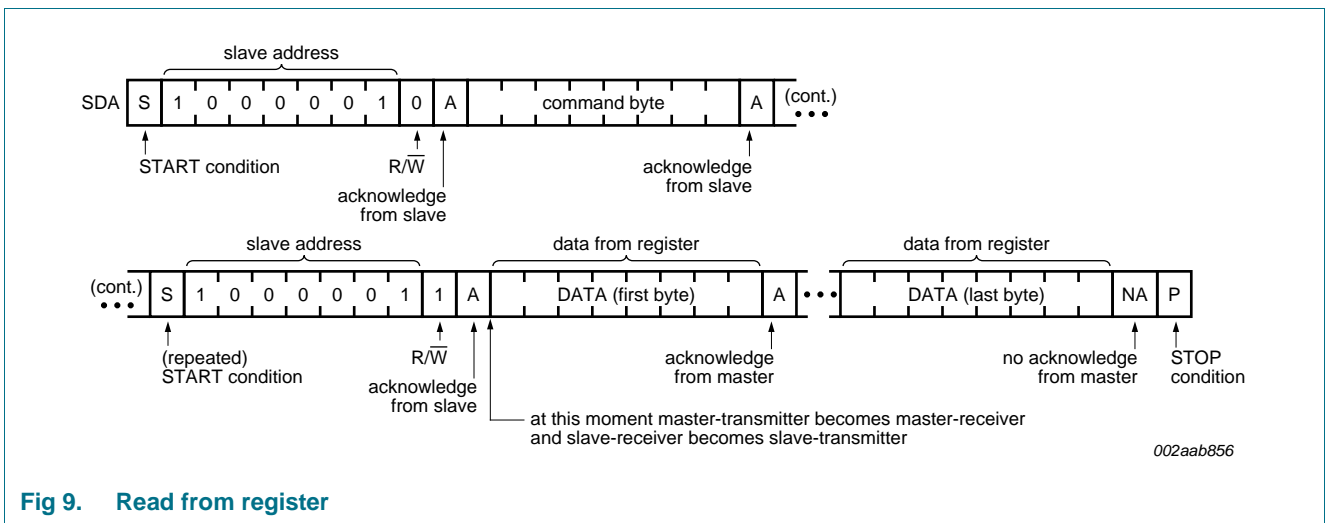 slave address
SDA S 1 0 0 0 0 0 1 0 A command byte A (cont.)
START condition R/W̅ acknowledge from slave acknowledge from slave
slave address data from register data from register
(cont.) S 1 0 0 0 0 0 1 1 A DATA (first byte) A DATA (last byte) NA P
(repeated)
START condition
R/W̅
acknowledge
from slave
acknowledge
from master
no acknowledge
from master
STOP
condition
at this moment master-transmitter becomes master-receiver
and slave-receiver becomes slave-transmitter
002aab856
Fig 9. Read from register